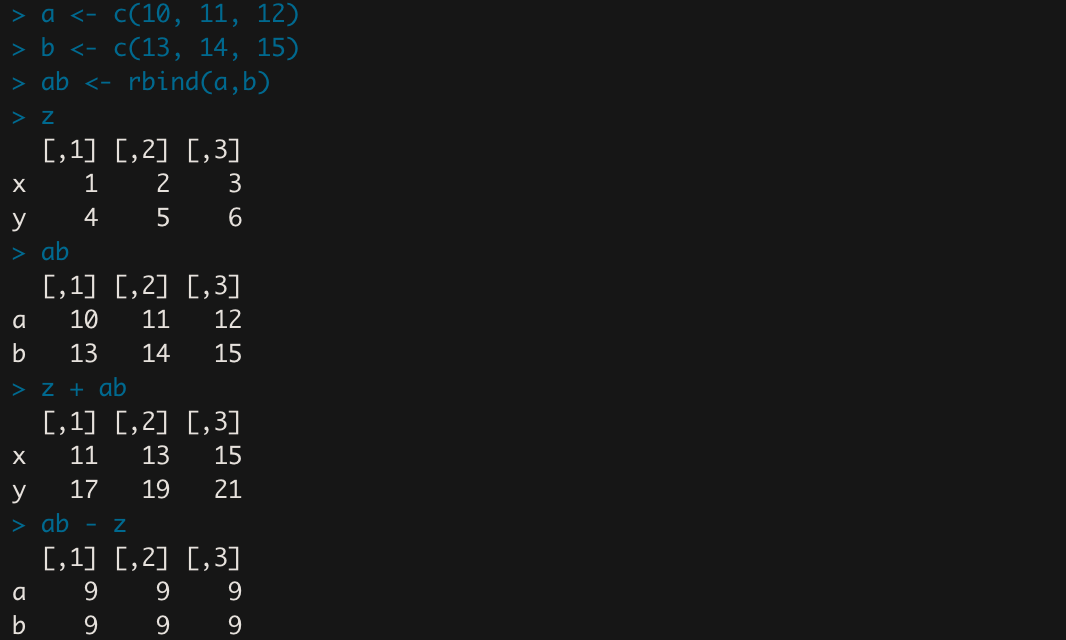 > a <- c(10, 11, 12)
> b <- c(13, 14, 15)
> ab <- rbind(a,b)
> z
  [,1] [,2] [,3]
x    1    2    3
y    4    5    6
> ab
  [,1] [,2] [,3]
a   10   11   12
b   13   14   15
> z + ab
  [,1] [,2] [,3]
x   11   13   15
y   17   19   21
> ab - z
  [,1] [,2] [,3]
a    9    9    9
b    9    9    9